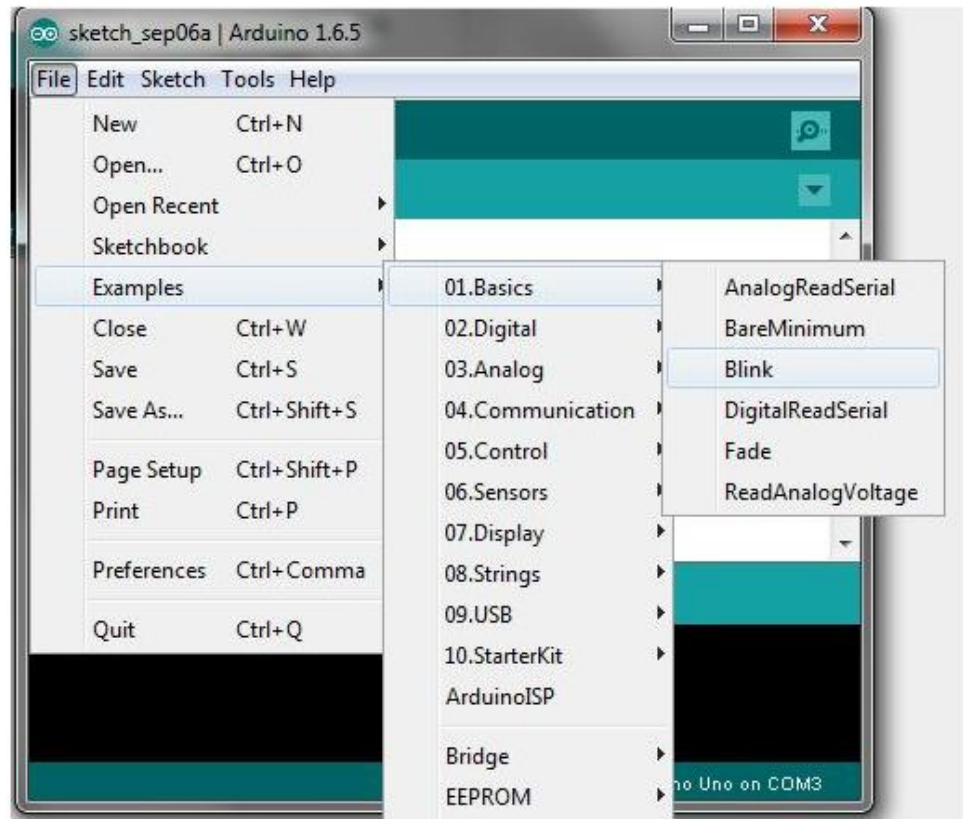 sketch_sep06a | Arduino 1.6.5
File Edit Sketch Tools Help
New Ctrl+N
Open... Ctrl+O
Open Recent
Sketchbook
Examples
Close Ctrl+W
Save Ctrl+S
Save As... Ctrl+Shift+S
Page Setup Ctrl+Shift+P
Print Ctrl+P
Preferences Ctrl+Comma
Quit Ctrl+Q
01.Basics
02.Digital
03.Analog
04.Communication
05.Control
06.Sensors
07.Display
08.Strings
09.USB
10.StarterKit
ArduinoISP
Bridge
EEPROM
AnalogReadSerial
BareMinimum
Blink
DigitalReadSerial
Fade
ReadAnalogVoltage
no Uno on COM3